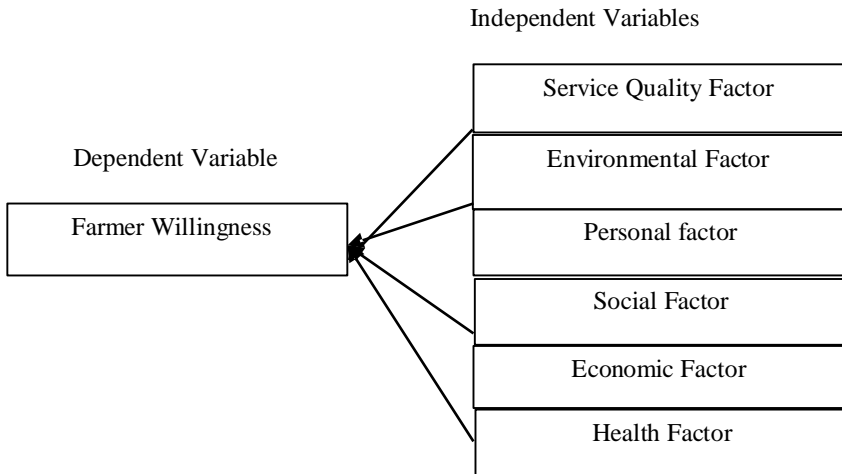 Independent Variables
Service Quality Factor
Dependent Variable
Environmental Factor
Farmer Willingness
Personal factor
Social Factor
Economic Factor
Health Factor